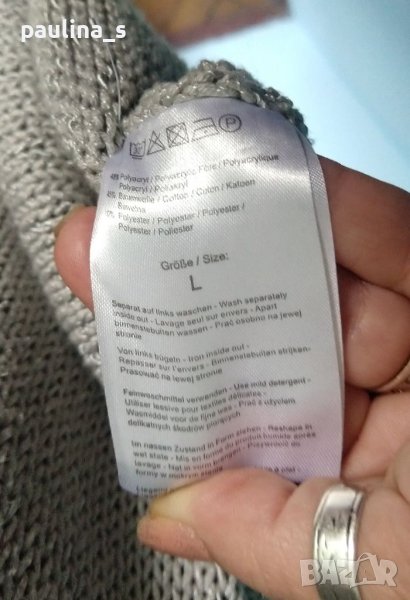 paulina_s
Polyacryl / Polyacrylic Fibre / Polyacrylique
Polyacryl / Poliakryl
Baumwolle / Cotton / Coton / Katoen
Bawełna
Polyester / Polyester / Polyester /
Polyester / Poliester
Größe / Size:
L
Separat auf links waschen - Wash separately
inside out - Lavage seul sur envers - Apart
binnenstebuiten wassen - Prać osobno na lewej
stronie
Von links bügeln - Iron inside out -
Repasser sur l'envers - Binnenstebuiten strijken-
Prasować na lewej stronie
Feinwaschmittel verwenden - Use mild detergent -
Utiliser lessive pour textiles délicates -
Wasmiddel voor de fijne was - Prać z użyciem
delikatnych środków piorących
Im nassen Zustand in Form ziehen - Reshape in
wet state - Mis en forme du produit humide après
lavage - Nat in vorm brengen -
formy w mokrym stanie
Liegend
bazar